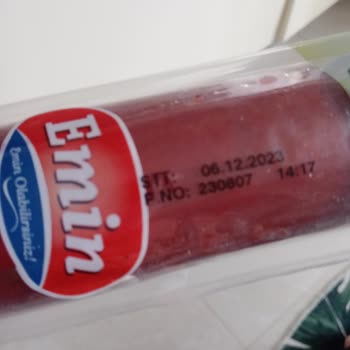 Emin
Emin Olabilirsiniz!
STT: 06.12.2023
P.NO: 230607 14:17